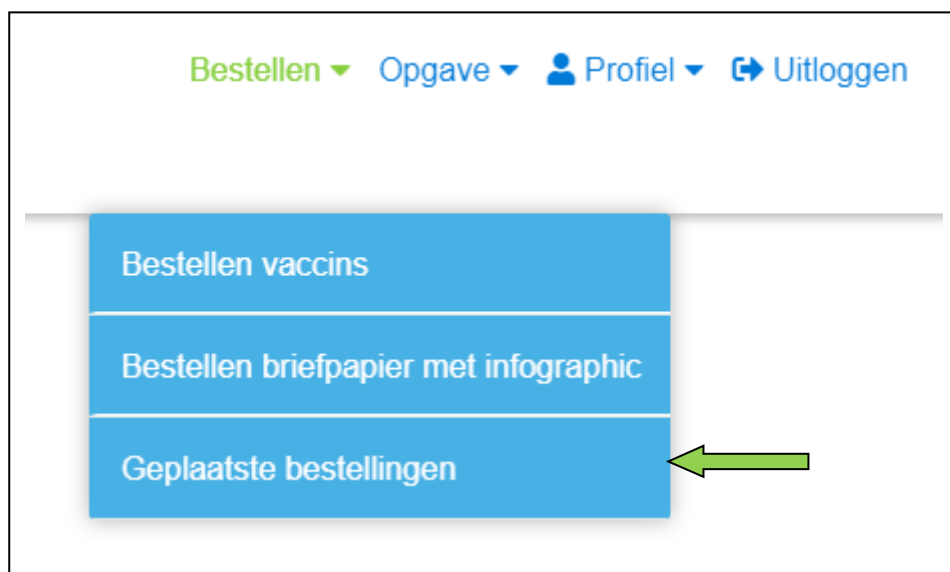 Bestellen Opgave Profiel Uitloggen
Bestellen vaccins
Bestellen briefpapier met infographic
Geplaatste bestellingen